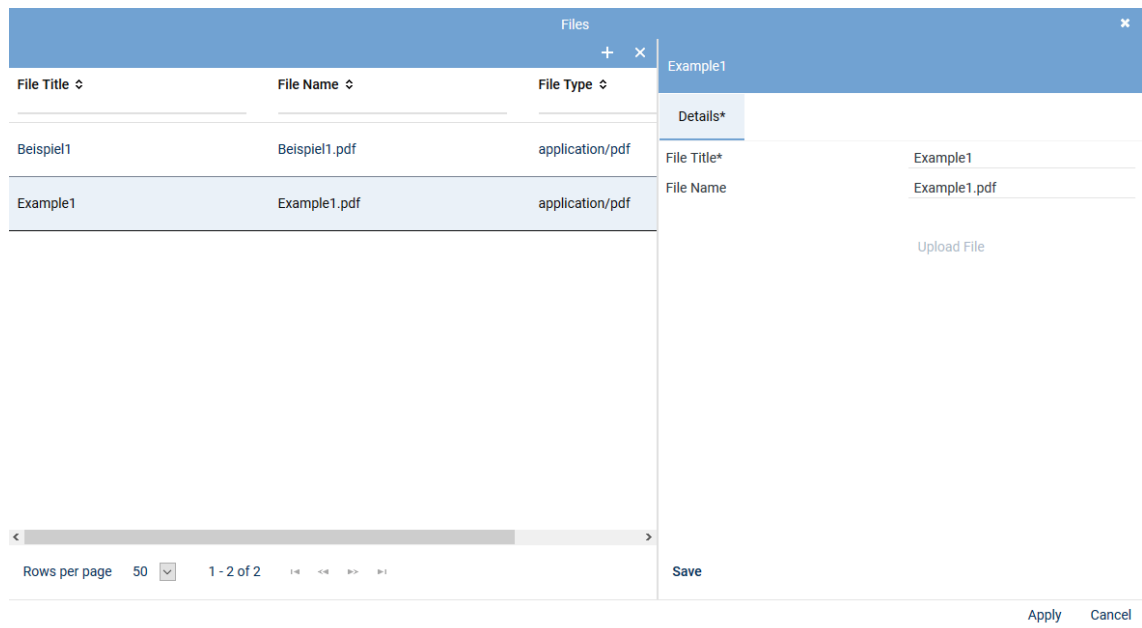 Files
Example1
File Title File Name File Type
Details*
Beispiel1 Beispiel1.pdf application/pdf
File Title* Example1
File Name Example1.pdf
Example1 Example1.pdf application/pdf
Upload File
Rows per page 50 1 - 2 of 2
Save
Apply Cancel